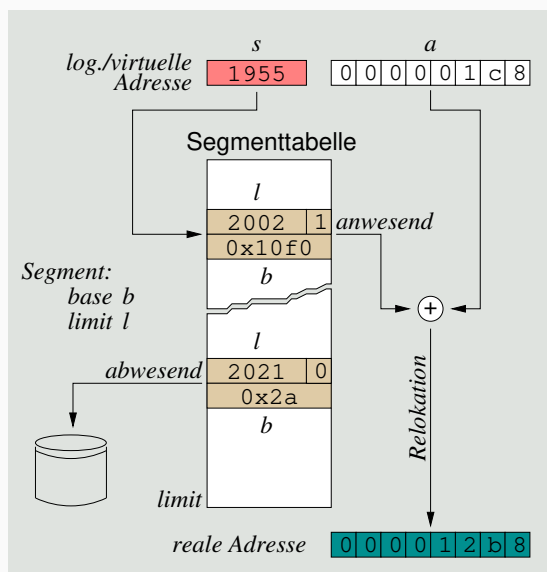 s a
log./virtuelle
Adresse
1955
0 0 0 0 0 1 c 8
Segmenttabelle
l
2002 1 anwesend
0x10f0
b
Segment:
base b
limit l
+
l
abwesend 2021 0
0x2a
b
Relokation
limit
reale Adresse 0 0 0 0 1 2 b 8